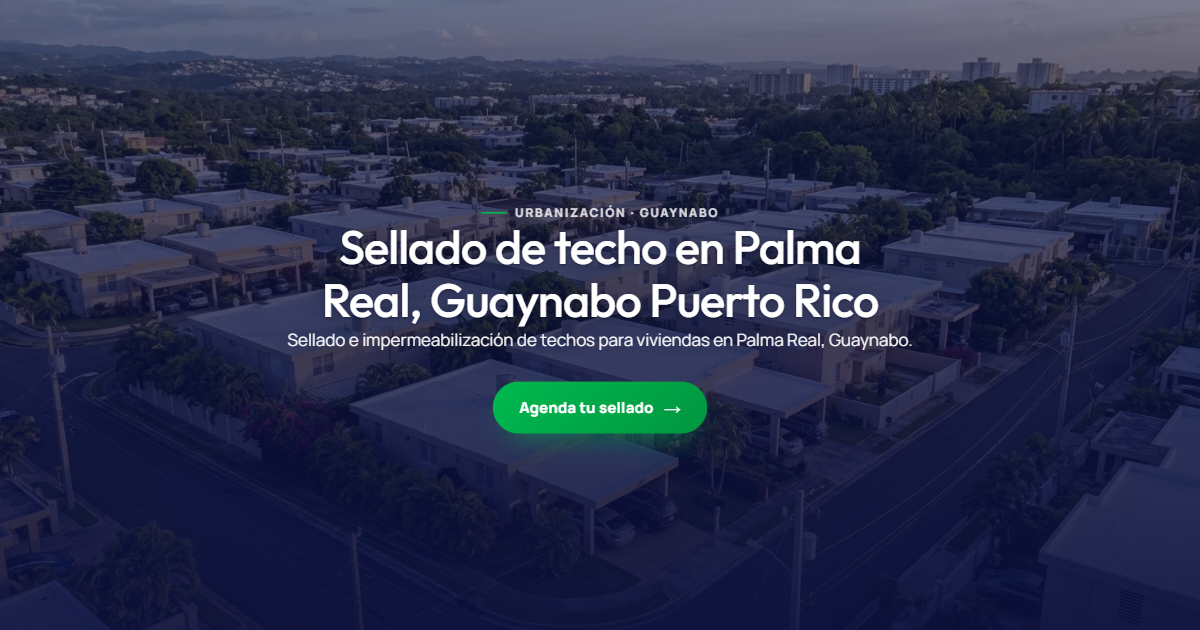 URBANIZACIÓN · GUAYNABO
Sellado de techo en Palma
Real, Guaynabo Puerto Rico
Sellado e impermeabilización de techos para viviendas en Palma Real, Guaynabo.
Agenda tu sellado →